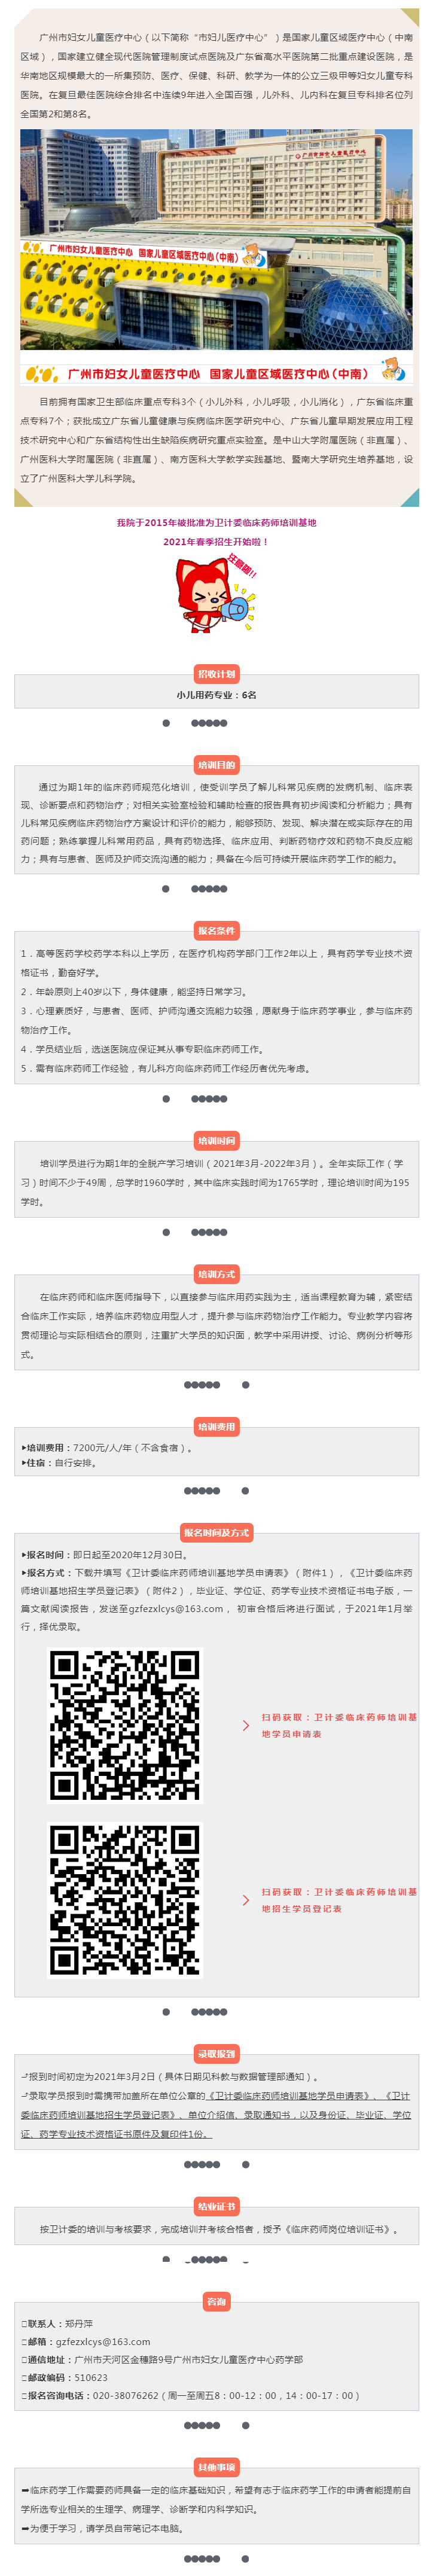 广州市妇女儿童医疗中心（以下简称“市妇儿医疗中心”）是国家儿童区域医疗中心（中南
区域），国家建立健全现代医院管理制度试点医院及广东省高水平医院第二批重点建设医院，是
华南地区规模最大的一所集预防、医疗、保健、科研、教学为一体的公立三级甲等妇女儿童专科
医院。在复旦最佳医院综合排名中连续9年进入全国百强，儿外科、儿内科在复旦专科排名位列
全国第2和第8名。
广州市妇女儿童医疗中心
广州市妇女儿童医疗中心 国家儿童区域医疗中心(中南)
广州市妇女儿童医疗中心 国家儿童区域医疗中心(中南)
目前拥有国家卫生部临床重点专科3个（小儿外科，小儿呼吸，小儿消化），广东省临床重
点专科7个；获批成立广东省儿童健康与疾病临床医学研究中心、广东省儿童早期发展应用工程
技术研究中心和广东省结构性出生缺陷疾病研究重点实验室。是中山大学附属医院（非直属）、
广州医科大学附属医院（非直属）、南方医科大学教学实践基地、暨南大学研究生培养基地，设
立了广州医科大学儿科学院。
我院于2015年被批准为卫计委临床药师培训基地
2021年春季招生开始啦！
注意啦!!
招收计划
小儿用药专业：6名
培训目的
通过为期1年的临床药师规范化培训，使受训学员了解儿科常见疾病的发病机制、临床表
现、诊断要点和药物治疗；对相关实验室检验和辅助检查的报告具有初步阅读和分析能力；具有
儿科常见疾病临床药物治疗方案设计和评价的能力，能够预防、发现、解决潜在或实际存在的用
药问题；熟练掌握儿科常用药品，具有药物选择、临床应用、判断药物疗效和药物不良反应能
力；具有与患者、医师及护师交流沟通的能力；具备在今后可持续开展临床药学工作的能力。
报名条件
1．高等医药学校药学本科以上学历，在医疗机构药学部门工作2年以上，具有药学专业技术资
格证书，勤奋好学。
2．年龄原则上40岁以下，身体健康，能坚持日常学习。
3．心理素质好，与患者、医师、护师沟通交流能力较强，愿献身于临床药学事业，参与临床药
物治疗工作。
4．学员结业后，选送医院应保证其从事专职临床药师工作。
5．需有临床药师工作经验，有儿科方向临床药师工作经历者优先考虑。
培训时间
培训学员进行为期1年的全脱产学习培训（2021年3月-2022年3月）。全年实际工作（学
习）时间不少于49周，总学时1960学时，其中临床实践时间为1765学时，理论培训时间为195
学时。
培训方式
在临床药师和临床医师指导下，以直接参与临床用药实践为主，适当课程教育为辅，紧密结
合临床工作实际，培养临床药物应用型人才，提升参与临床药物治疗工作能力。专业教学内容将
贯彻理论与实际相结合的原则，注重扩大学员的知识面，教学中采用讲授、讨论、病例分析等形
式。
培训费用
▸培训费用：7200元/人/年（不含食宿）。
▸住宿：自行安排。
报名时间及方式
▸报名时间：即日起至2020年12月30日。
▸报名方式：下载并填写《卫计委临床药师培训基地学员申请表》（附件1），《卫计委临床药
师培训基地招生学员登记表》（附件2），毕业证、学位证、药学专业技术资格证书电子版，一
篇文献阅读报告，发送至gzfezxlcys@163.com， 初审合格后将进行面试，于2021年1月举
行，择优录取。
扫码获取：卫计委临床药师培训基
地学员申请表
扫码获取：卫计委临床药师培训基
地招生学员登记表
录取报到
报到时间初定为2021年3月2日（具体日期见科教与数据管理部通知）。
录取学员报到时需携带加盖所在单位公章的《卫计委临床药师培训基地学员申请表》、《卫计
委临床药师培训基地招生学员登记表》、单位介绍信、录取通知书，以及身份证、毕业证、学位
证、药学专业技术资格证书原件及复印件1份。
结业证书
按卫计委的培训与考核要求，完成培训并考核合格者，授予《临床药师岗位培训证书》。
咨询
联系人：郑丹萍
邮箱：gzfezxlcys@163.com
通信地址：广州市天河区金穗路9号广州市妇女儿童医疗中心药学部
邮政编码：510623
报名咨询电话：020-38076262（周一至周五8：00-12：00，14：00-17：00）
其他事项
➡临床药学工作需要药师具备一定的临床基础知识，希望有志于临床药学工作的申请者能提前自
学所选专业相关的生理学、病理学、诊断学和内科学知识。
➡为便于学习，请学员自带笔记本电脑。